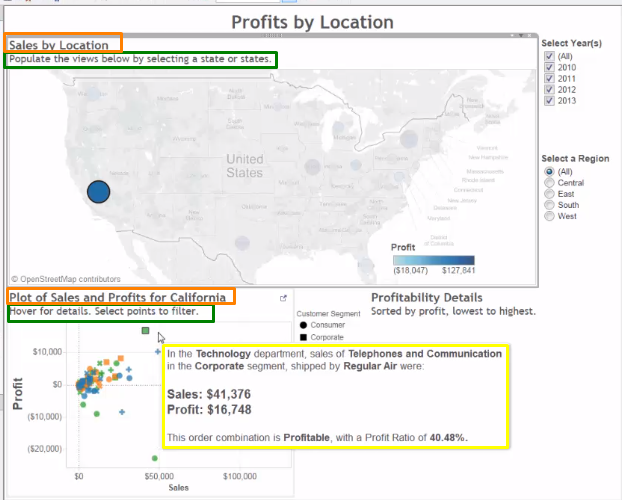 Profits by Location
Sales by Location
Populate the views below by selecting a state or states.
United
States
Profit
($18,047) $127,841
© OpenStreetMap contributors
Select Year(s)
(All)
2010
2011
2012
2013
Select a Region
(All)
Central
East
South
West
Plot of Sales and Profits for California
Hover for details. Select points to filter.
Customer Segment
Consumer
Corporate
Profitability Details
Sorted by profit, lowest to highest.
In the Technology department, sales of Telephones and Communication
in the Corporate segment, shipped by Regular Air were:
Sales: $41,376
Profit: $16,748
This order combination is Profitable, with a Profit Ratio of 40.48%.
Profit
$10,000
$0
($10,000)
($20,000)
$0 $50,000 $100,000
Sales